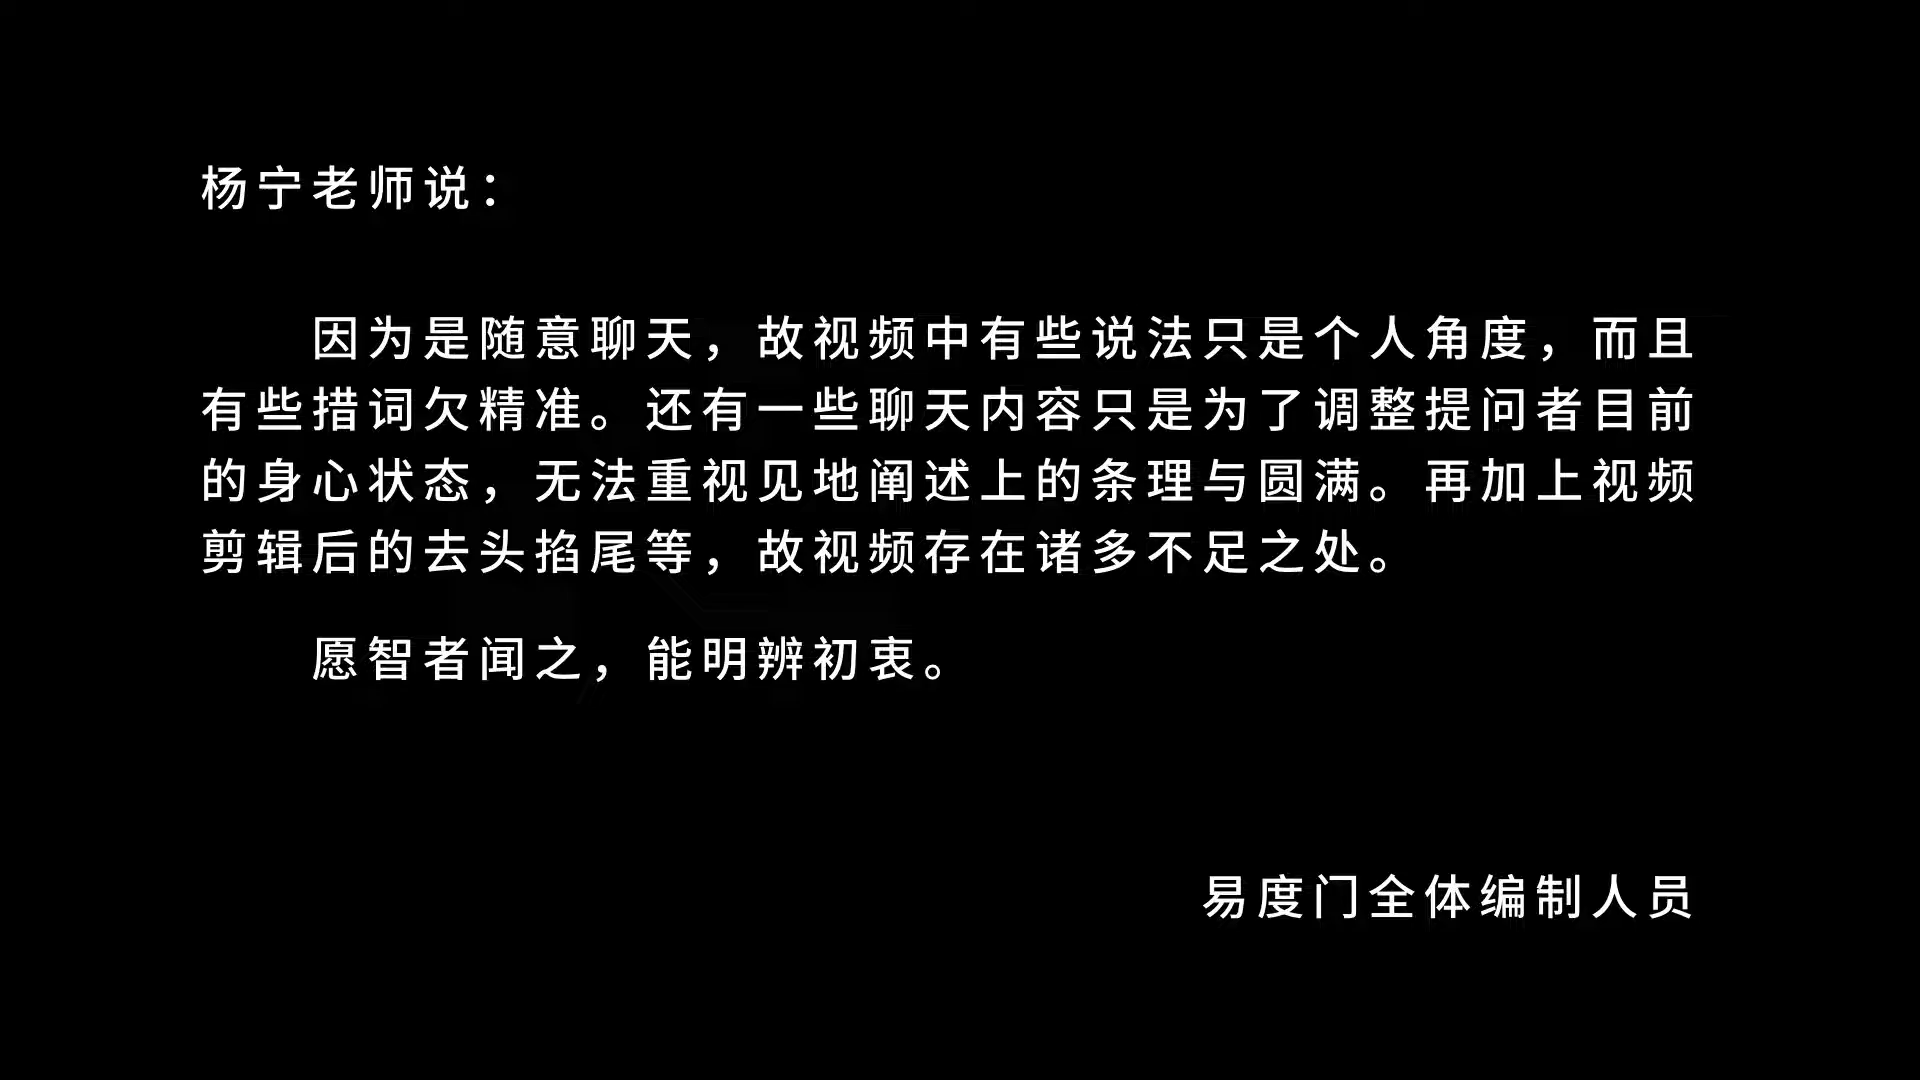 杨宁老师说：
因为是随意聊天，故视频中有些说法只是个人角度，而且
有些措词欠精准。还有一些聊天内容只是为了调整提问者目前
的身心状态，无法重视见地阐述上的条理与圆满。再加上视频
剪辑后的去头掐尾等，故视频存在诸多不足之处。
愿智者闻之，能明辨初衷。
易度门全体编制人员